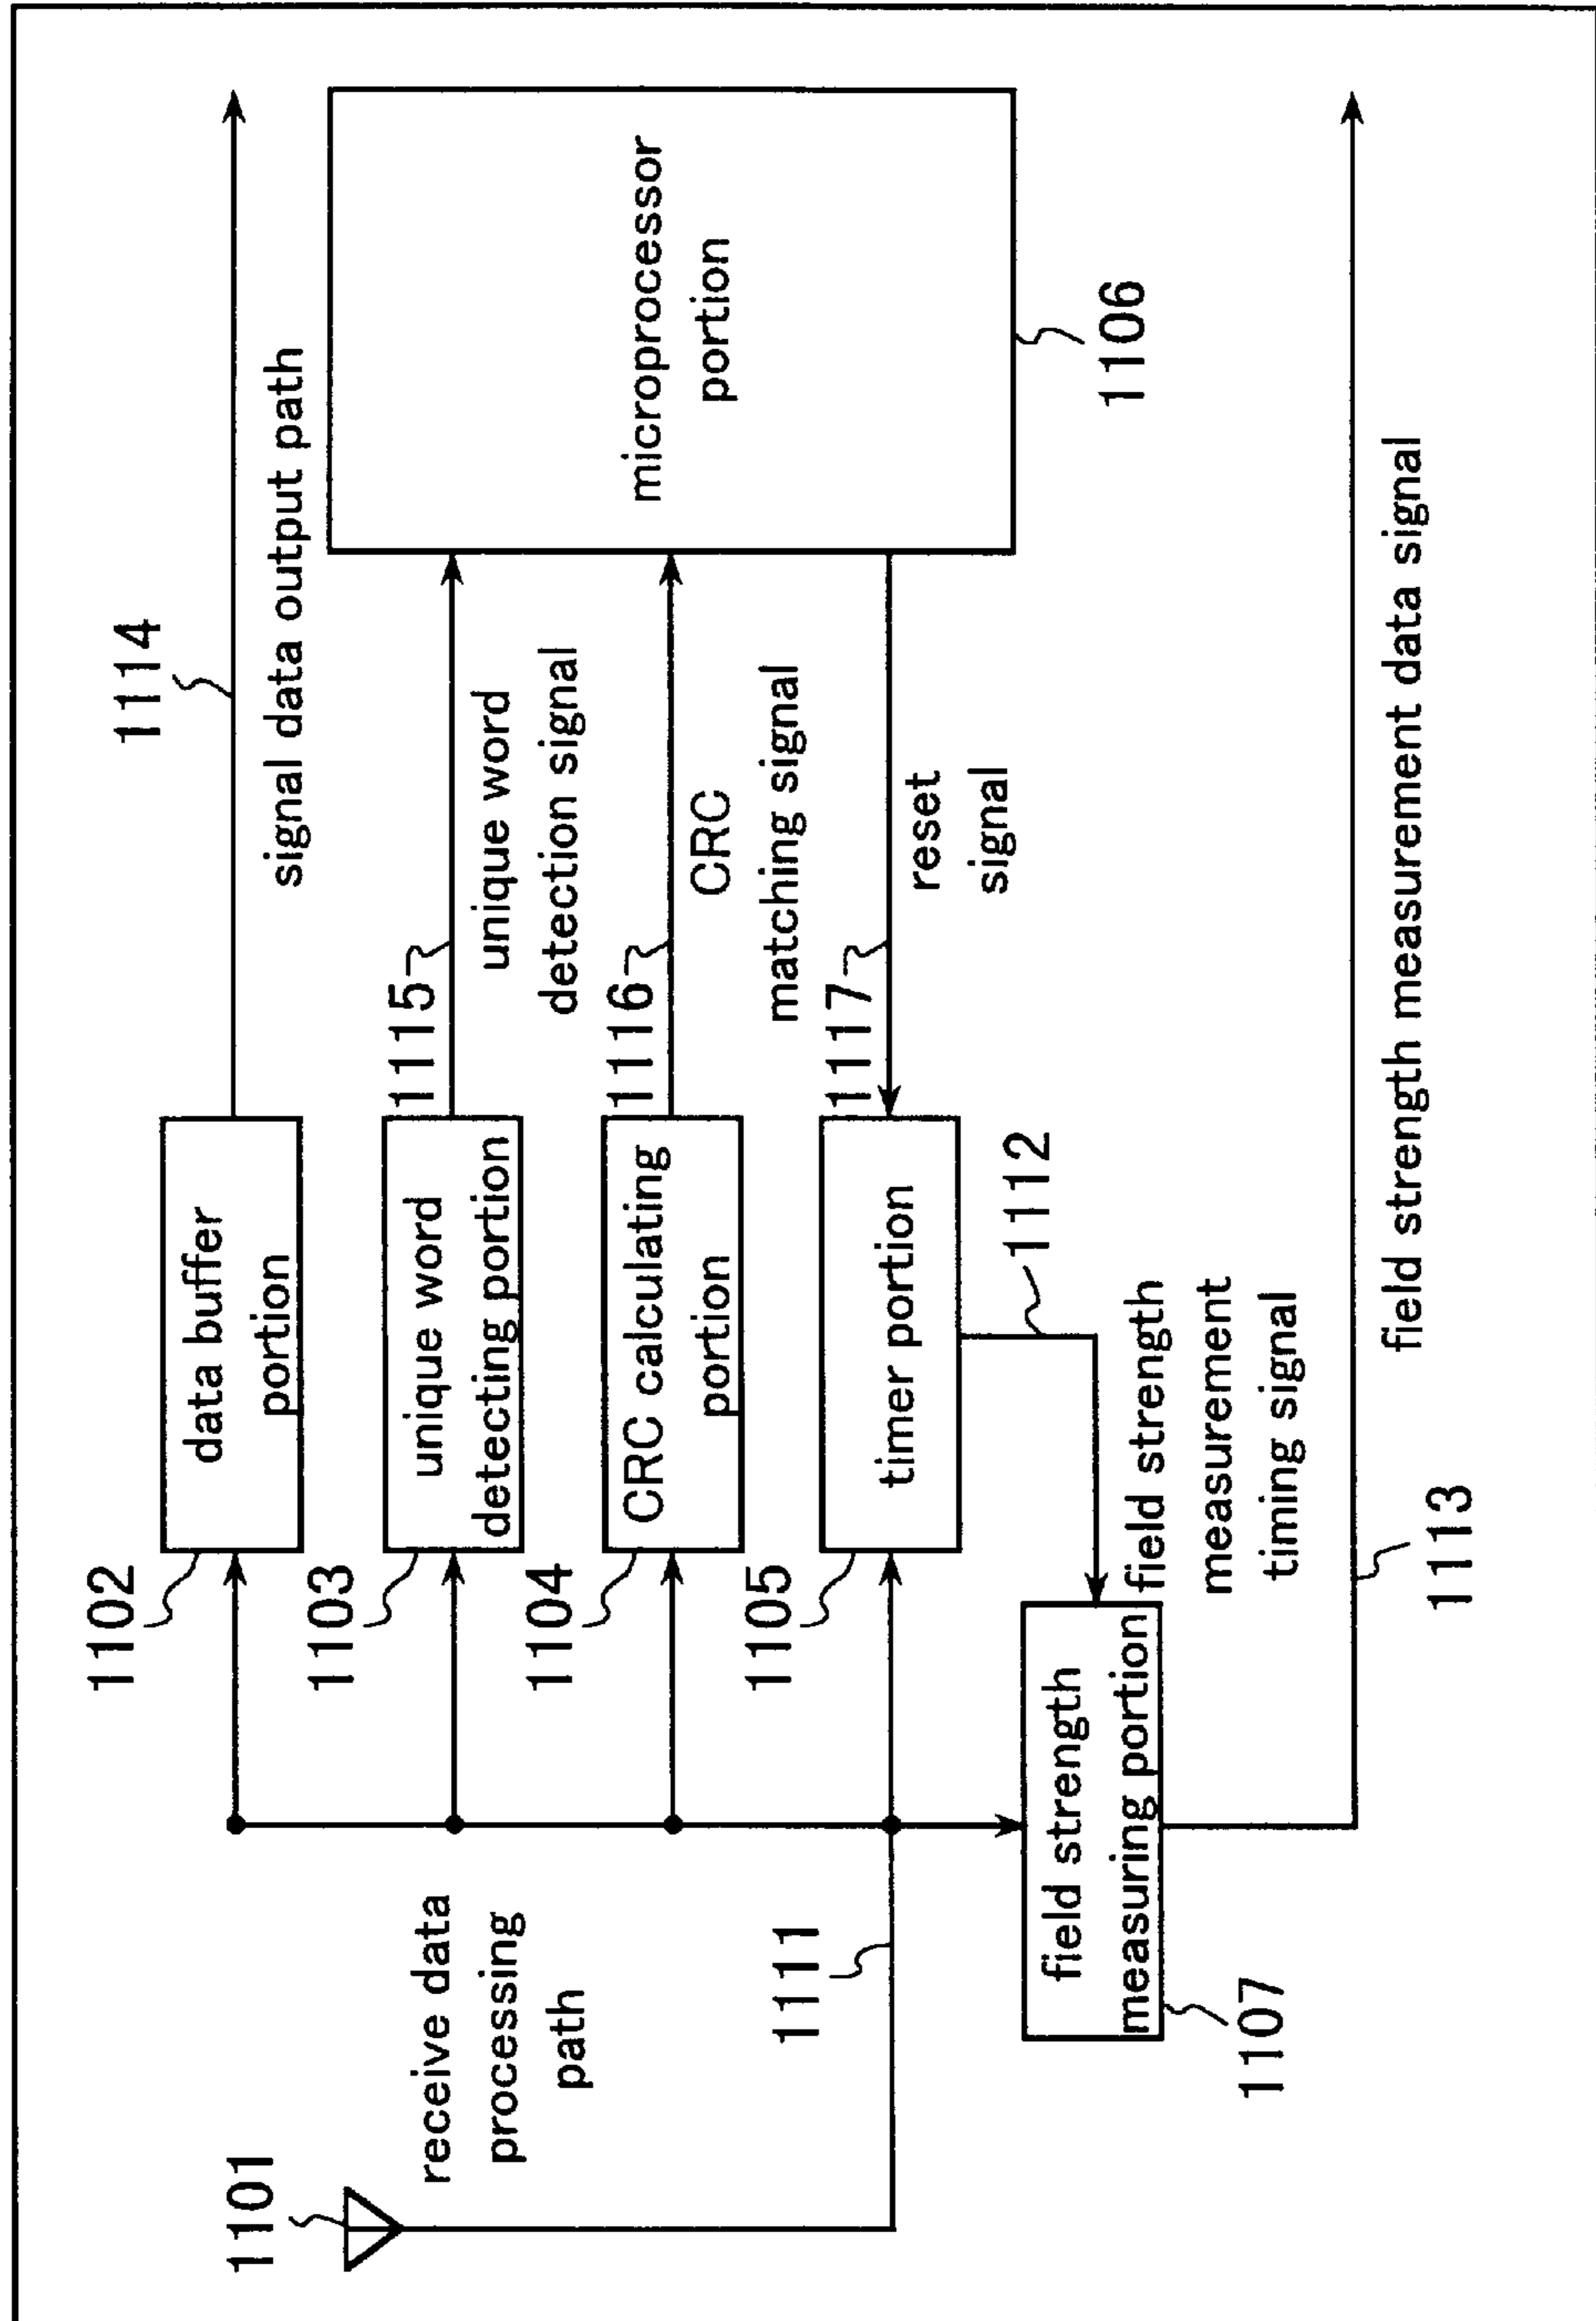 1114
signal data output path
1102
data buffer
portion
1103
unique word
detecting portion
1115
unique word
detection signal
microprocessor
portion
1106
1101
receive data
processing
path
1104
CRC calculating
portion
1116
CRC
matching signal
1105
timer portion
1117
reset
signal
1111
1112
field strength
measuring portion
1107
field strength
measurement
timing signal
1113
field strength measurement data signal